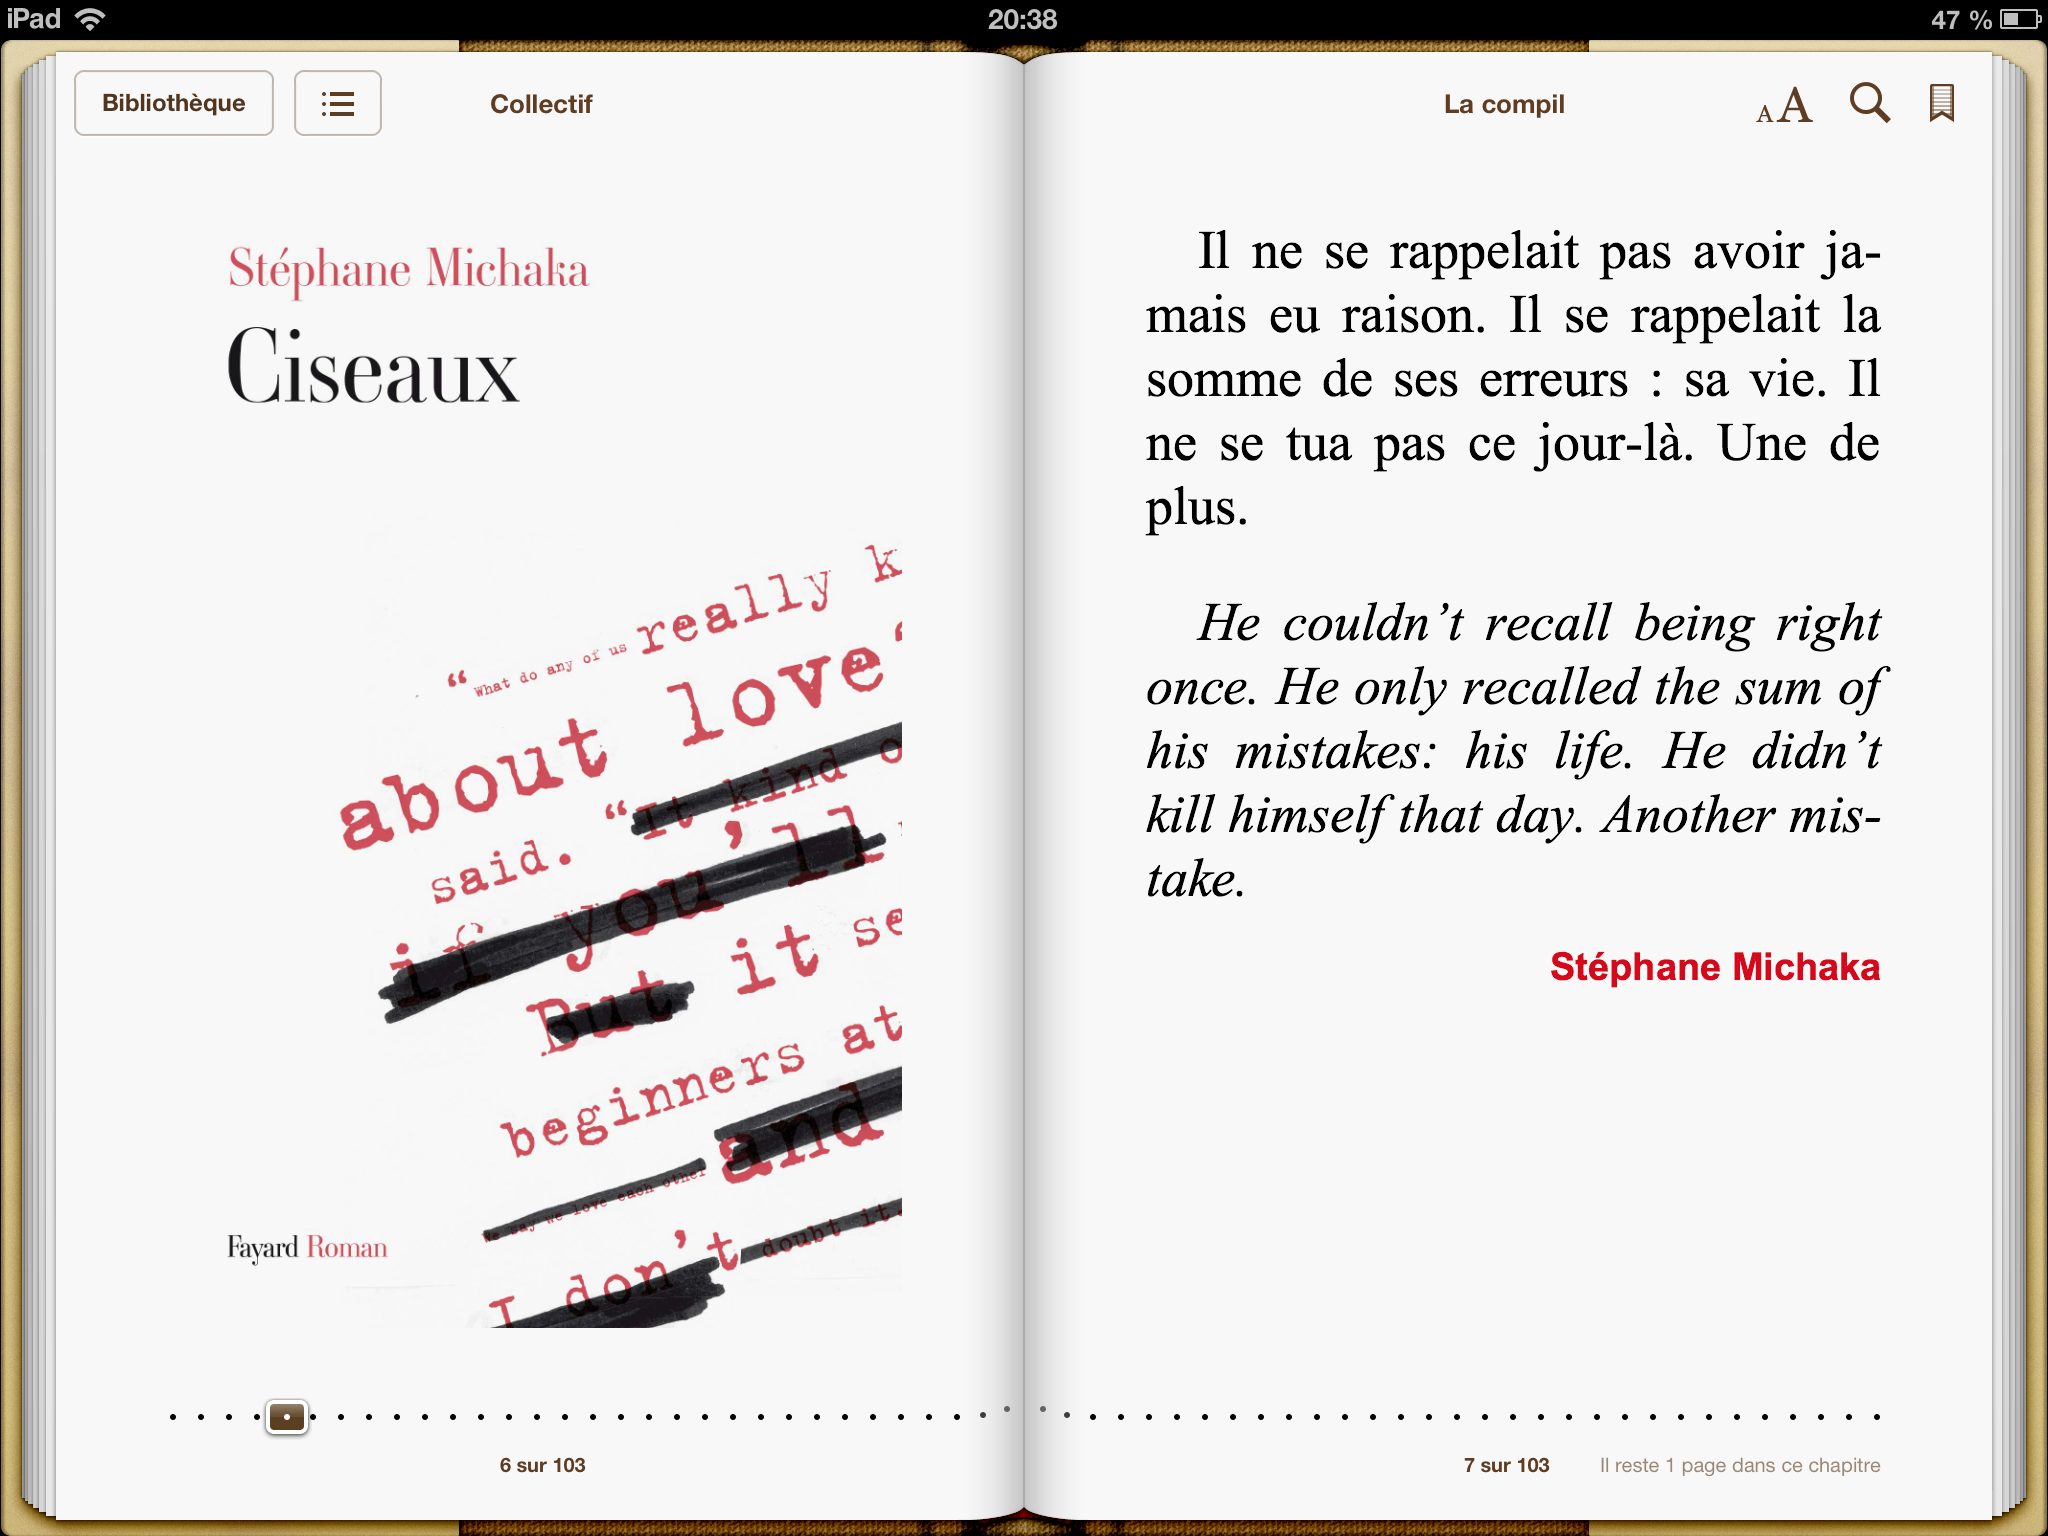 iPad
20:38
47 %
Bibliothèque
Collectif
La compil
AA
Stéphane Michaka
Ciseaux
“What do any of us really k
about love
said. “It kind o
if you'll
But it se
beginners at
and
We say we love each other
I don't doubt it.
Fayard Roman
6 sur 103
Il ne se rappelait pas avoir ja-
mais eu raison. Il se rappelait la
somme de ses erreurs : sa vie. Il
ne se tua pas ce jour-là. Une de
plus.
He couldn’t recall being right
once. He only recalled the sum of
his mistakes: his life. He didn’t
kill himself that day. Another mis-
take.
Stéphane Michaka
7 sur 103
Il reste 1 page dans ce chapitre